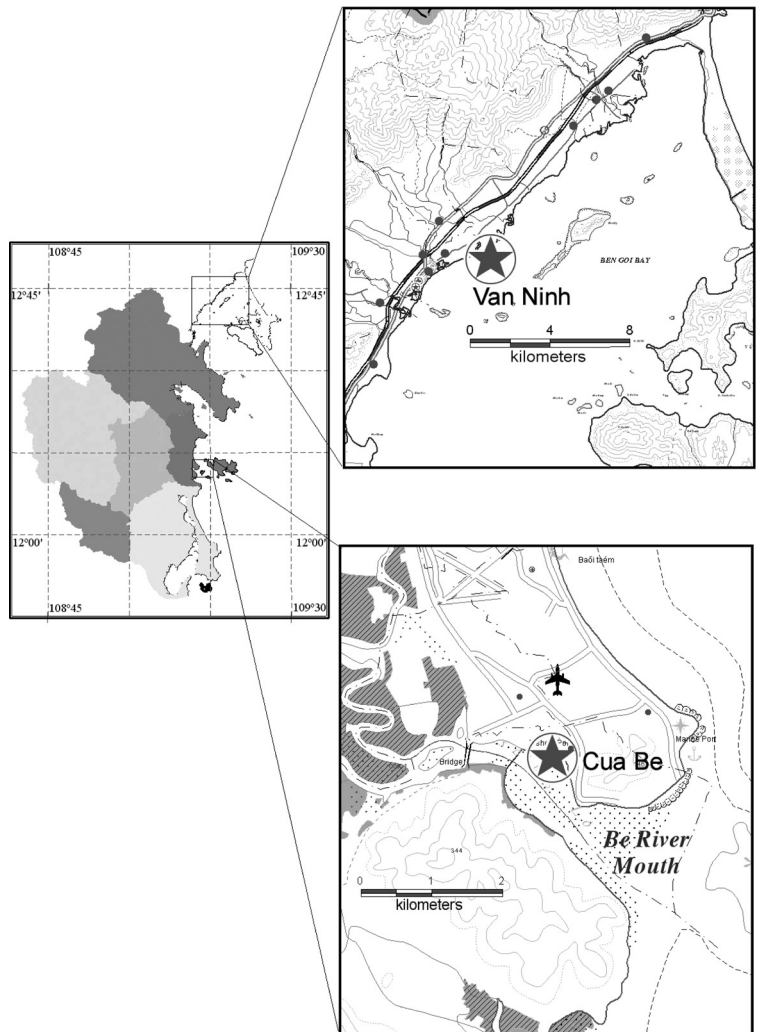 BEN GOI BAY
Van Ninh
0 4 8
kilometers
108°45 109°30
12°45' 12°45'
12°00' 12°00'
108°45 109°30
Baõi taém
Bridge
Cua Be
Marine Port
Be River
Mouth
344
0 1 2
kilometers